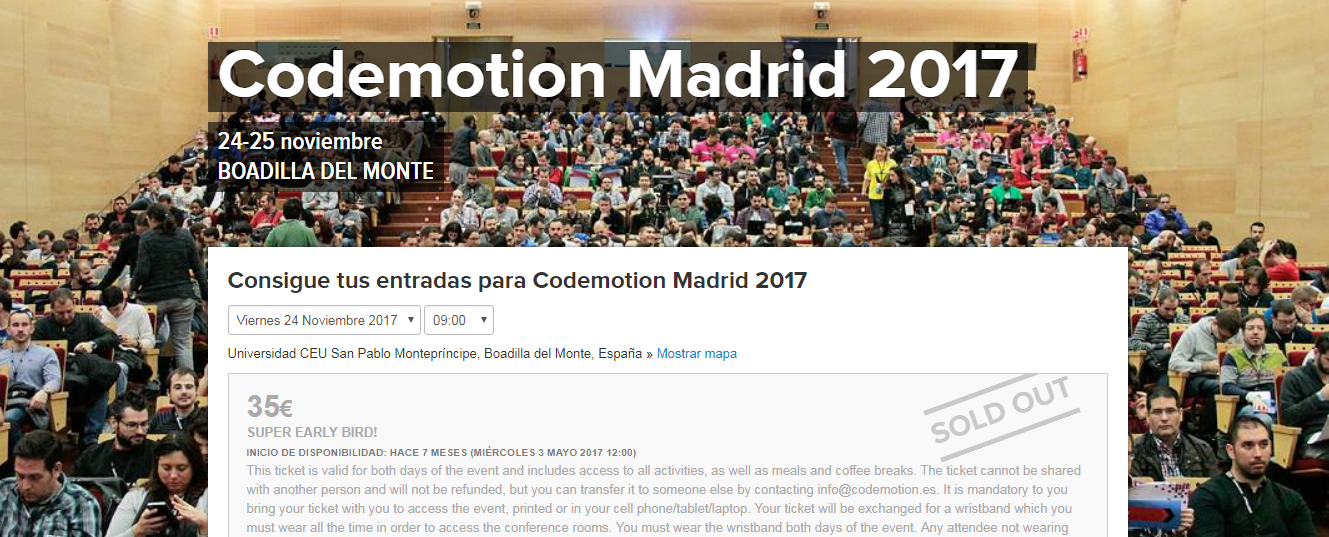 Codemotion Madrid 2017
24-25 noviembre
BOADILLA DEL MONTE
Consigue tus entradas para Codemotion Madrid 2017
Viernes 24 Noviembre 2017 09:00
Universidad CEU San Pablo Montepríncipe, Boadilla del Monte, España » Mostrar mapa
35€
SOLD OUT
SUPER EARLY BIRD!
INICIO DE DISPONIBILIDAD: HACE 7 MESES (MIÉRCOLES 3 MAYO 2017 12:00)
This ticket is valid for both days of the event and includes access to all activities, as well as meals and coffee breaks. The ticket cannot be shared
with another person and will not be refunded, but you can transfer it to someone else by contacting info@codemotion.es. It is mandatory to you
bring your ticket with you to access the event, printed or in your cell phone/tablet/laptop. Your ticket will be exchanged for a wristband which you
must wear all the time in order to access the conference rooms. You must wear the wristband both days of the event. Any attendee not wearing